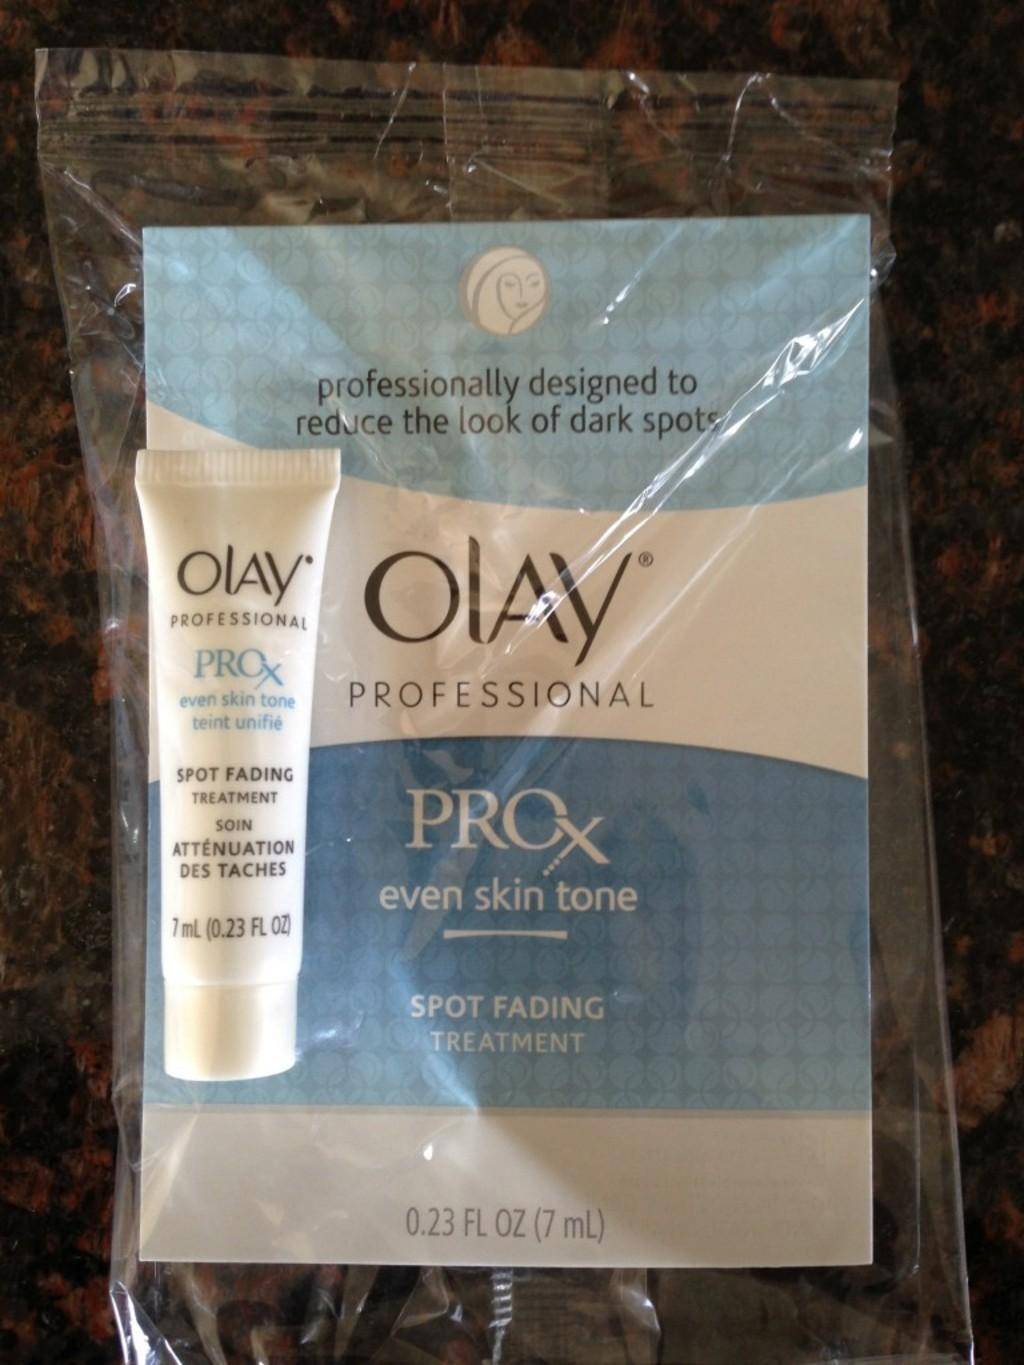 professionally designed to
reduce the look of dark spots
OLAY®
PROFESSIONAL
PROx
even skin tone
SPOT FADING
TREATMENT
0.23 FL OZ (7 mL)
OLAY
PROFESSIONAL
PROx
even skin tone
teint unifié
SPOT FADING
TREATMENT
SOIN
ATTÉNUATION
DES TACHES
7 mL (0.23 FL OZ)